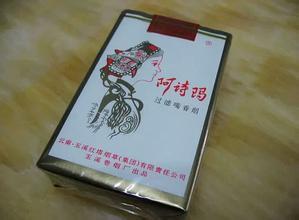 阿诗玛
过滤嘴香烟
云南·玉溪红塔烟草(集团)有限责任公司
玉溪卷烟厂出品